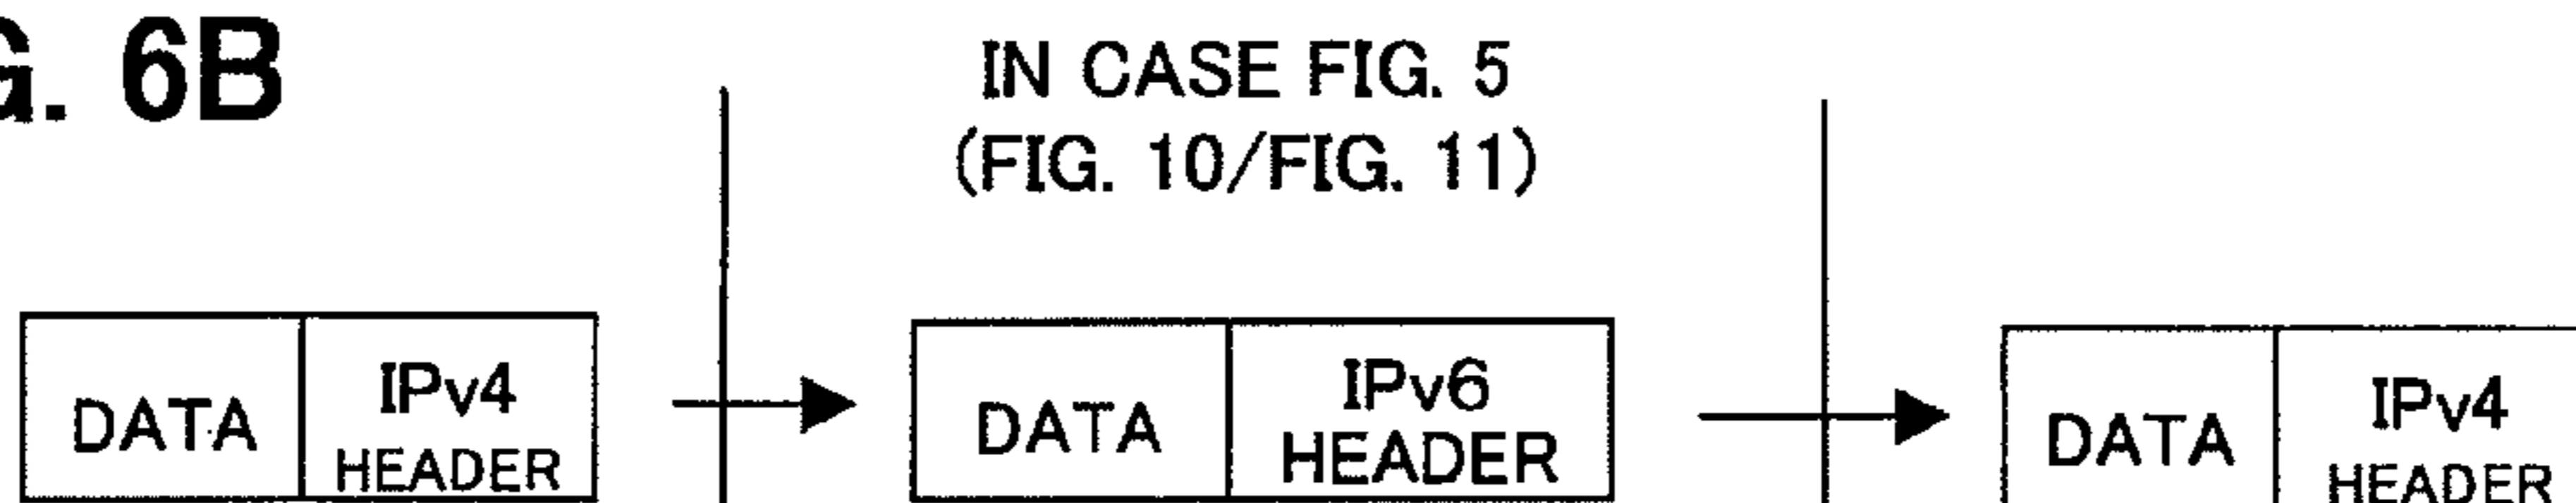 G. 6B
IN CASE FIG. 5
(FIG. 10/FIG. 11)
DATA
IPv4
HEADER
DATA
IPv6
HEADER
DATA
IPv4
HEADER